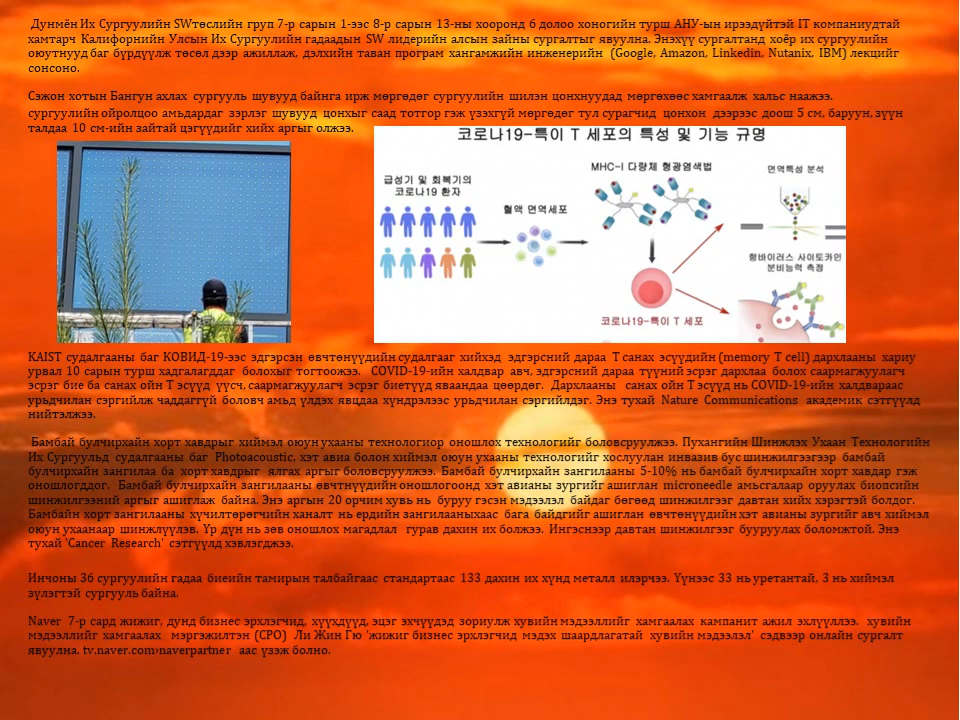 Дунмён Их Сургуулийн SWтөслийн груп 7-р сарын 1-ээс 8-р сарын 13-ны хооронд 6 долоо хоногийн турш АНУ-ын ирээдүйтэй IT компаниудтай
хамтарч Калифорнийн Улсын Их Сургуулийн гадаадын SW лидерийн алсын зайны сургалтыг явуулна. Энэхүү сургалтанд хоёр их сургуулийн
оюутнууд баг бүрдүүлж төсөл дээр ажиллаж, дэлхийн таван програм хангамжийн инженерийн (Google, Amazon, Linkedin, Nutanix, IBM) лекцийг
сонсоно.
Сэжон хотын Бангун ахлах сургууль шувууд байнга ирж мөргөдөг сургуулийн шилэн цонхнуудад мөргөхөөс хамгаалж хальс наажээ.
сургуулийн ойролцоо амьдардаг зэрлэг шувууд цонхыг саад тотгор гэж үзэхгүй мөргөдөг тул сурагчид цонхон дээрээс доош 5 см, баруун, зүүн
талдаа 10 см-ийн зайтай цэгүүдийг хийх аргыг олжээ.
코로나19-특이 T 세포의 특성 및 기능 규명
MHC-I 다량체 형광염색법
면역특성 분석
급성기 및 회복기의
코로나19 환자
혈액 면역세포
항바이러스 사이토카인
분비능력 측정
코로나19-특이 T 세포
KAIST судалгааны баг КОВИД-19-ээс эдгэрсэн өвчтөнүүдийн судалгааг хийхэд эдгэрсний дараа Т санах эсүүдийн (memory T cell) дархлааны хариу
урвал 10 сарын турш хадгалагддаг болохыг тогтоожээ. COVID-19-ийн халдвар авч, эдгэрсний дараа түүний эсрэг дархлаа болох саармагжуулагч
эсрэг бие ба санах ойн Т эсүүд үүсч, саармагжуулагч эсрэг биетүүд яваандаа цөөрдөг. Дархлааны санах ойн Т эсүүд нь COVID-19-ийн халдвараас
урьдчилан сэргийлж чаддаггүй боловч амьд үлдэх явцдаа хүндрэлээс урьдчилан сэргийлдэг. Энэ тухай Nature Communications академик сэтгүүлд
нийтэлжээ.
Бамбай булчирхайн хорт хавдрыг хиймэл оюун ухааны технологиор оношлох технологийг боловсруулжээ. Пухангийн Шинжлэх Ухаан Технологийн
Их Сургуульд судалгааны баг Photoacoustic, хэт авиа болон хиймэл оюун ухааны технологийг хослуулан инвазив бус шинжилгээгээр бамбай
булчирхайн зангилаа ба хорт хавдрыг ялгах аргыг боловсруулжээ. Бамбай булчирхайн зангилааны 5-10% нь бамбай булчирхайн хорт хавдар гэж
оношлогддог. Бамбай булчирхайн зангилааны өвчтнүүдийн оношлогоонд хэт авианы зургийг ашиглан microneedle амьсгалаар оруулах биопсийн
шинжилгээний аргыг ашиглаж байна. Энэ аргын 20 орчим хувь нь буруу гэсэн мэдээлэл байдаг бөгөөд шинжилгээг давтан хийх хэрэгтэй болдог.
Бамбайн хорт зангилааны хүчилтөрөгчийн ханалт нь ердийн зангилааныхаас бага байдгийг ашиглан өвчтөнүүдийн хэт авианы зургийг авч хиймэл
оюун ухаанаар шинжлүүлэв. Үр дүн нь зөв оношлох магадлал гурав дахин их болжээ. Ингэснээр давтан шинжилгээг бууруулах боломжтой. Энэ
тухай 'Cancer Research' сэтгүүлд хэвлэгджээ.
Инчоны 36 сургуулийн гадаа биеийн тамирын талбайгаас стандартаас 133 дахин их хүнд металл илэрчээ. Үүнээс 33 нь уретантай, 3 нь хиймэл
зүлэгтэй сургууль байна.
Naver 7-р сард жижиг, дунд бизнес эрхлэгчид, хүүхдүүд, эцэг эхчүүдэд зориулж хувийн мэдээллийг хамгаалах кампанит ажил эхлүүллээ. хувийн
мэдээллийг хамгаалах мэргэжилтэн (CPO) Ли Жин Гю 'жижиг бизнес эрхлэгчид мэдэх шаардлагатай хувийн мэдээлэл' сэдвээр онлайн сургалт
явуулна. tv.naver.com›naverpartner аас үзэж болно.